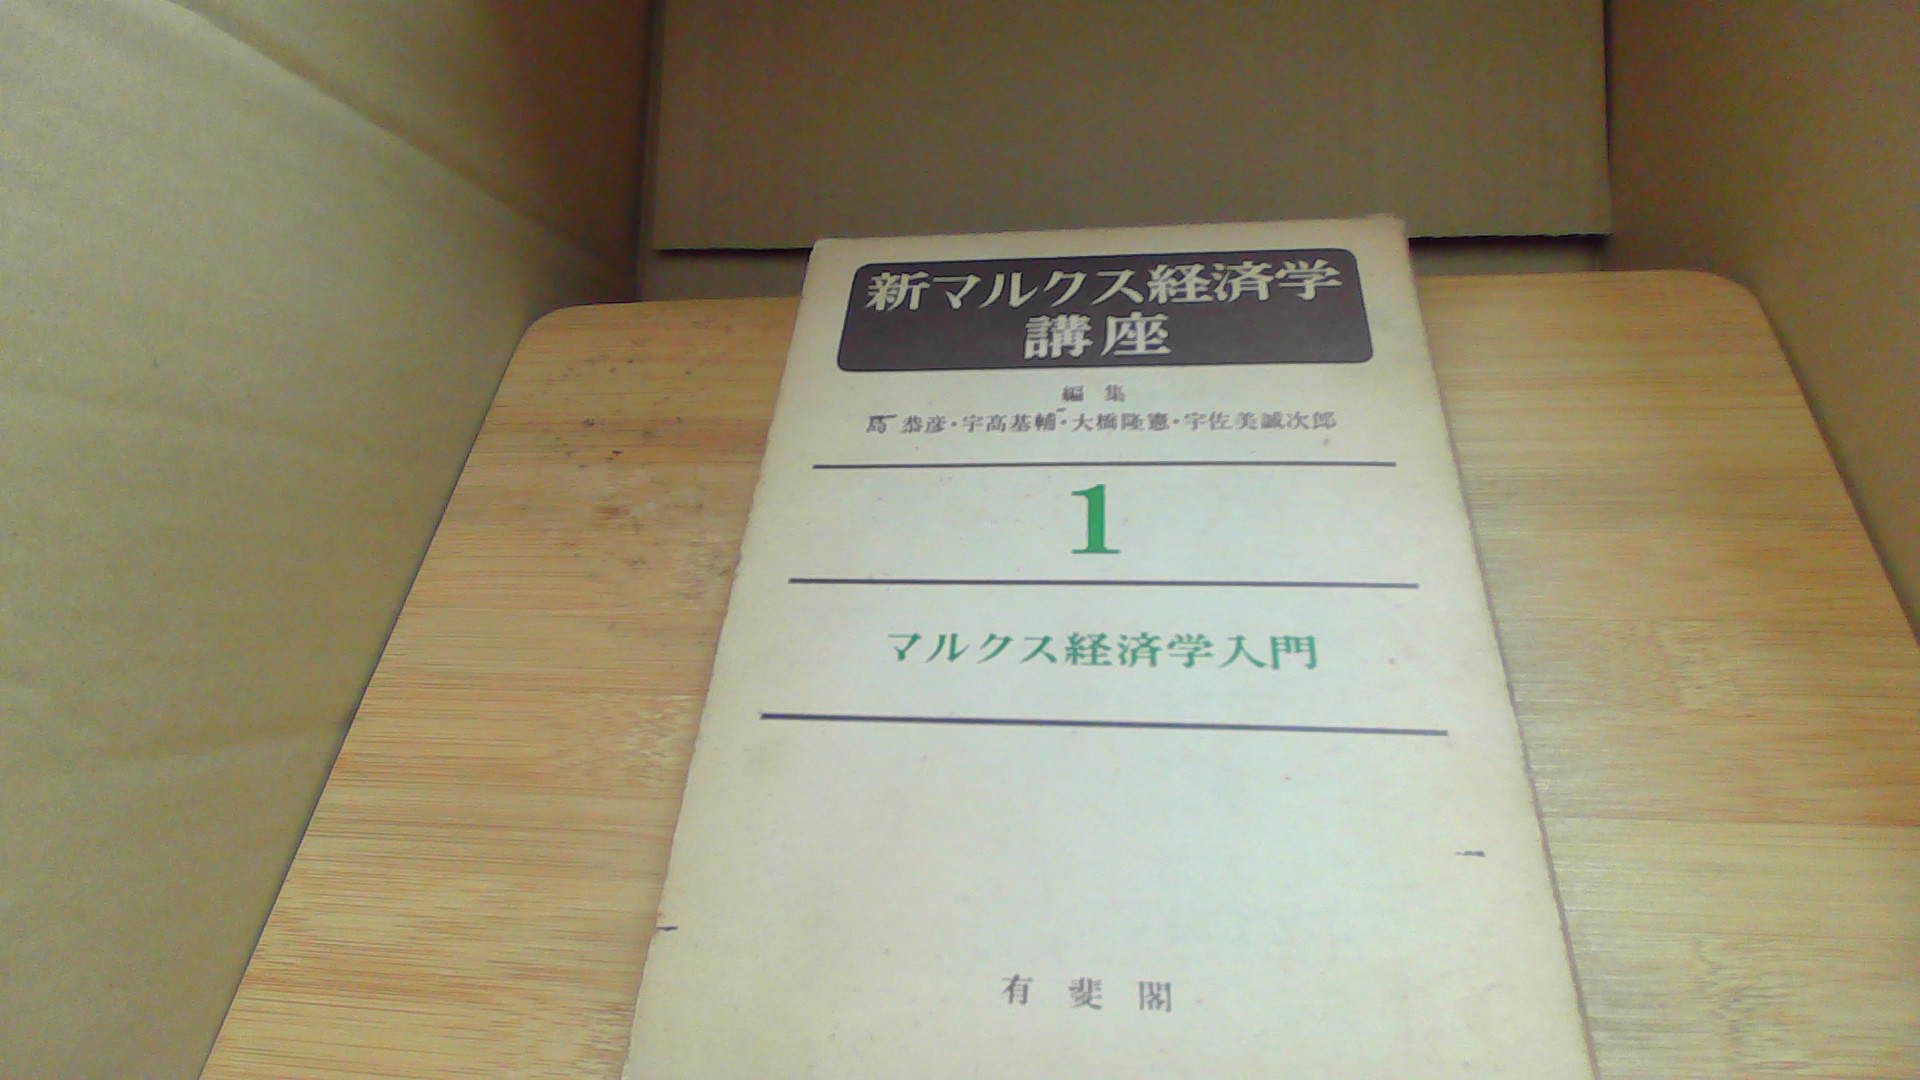 新マルクス経済学
講座
編集
島 恭彦・宇高基輔・大橋隆憲・宇佐美誠次郎
1
マルクス経済学入門
有斐閣